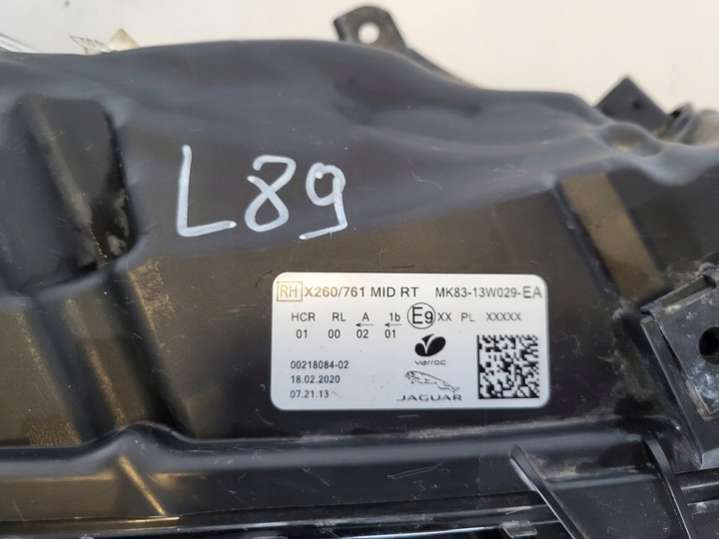 L89
RH X260/761 MID RT MK83-13W029-EA
HCR RL A 1b E9 XX PL XXXXX
01 00 02 01
00218084-02
18.02.2020
07.21.13
varroc
JAGUAR